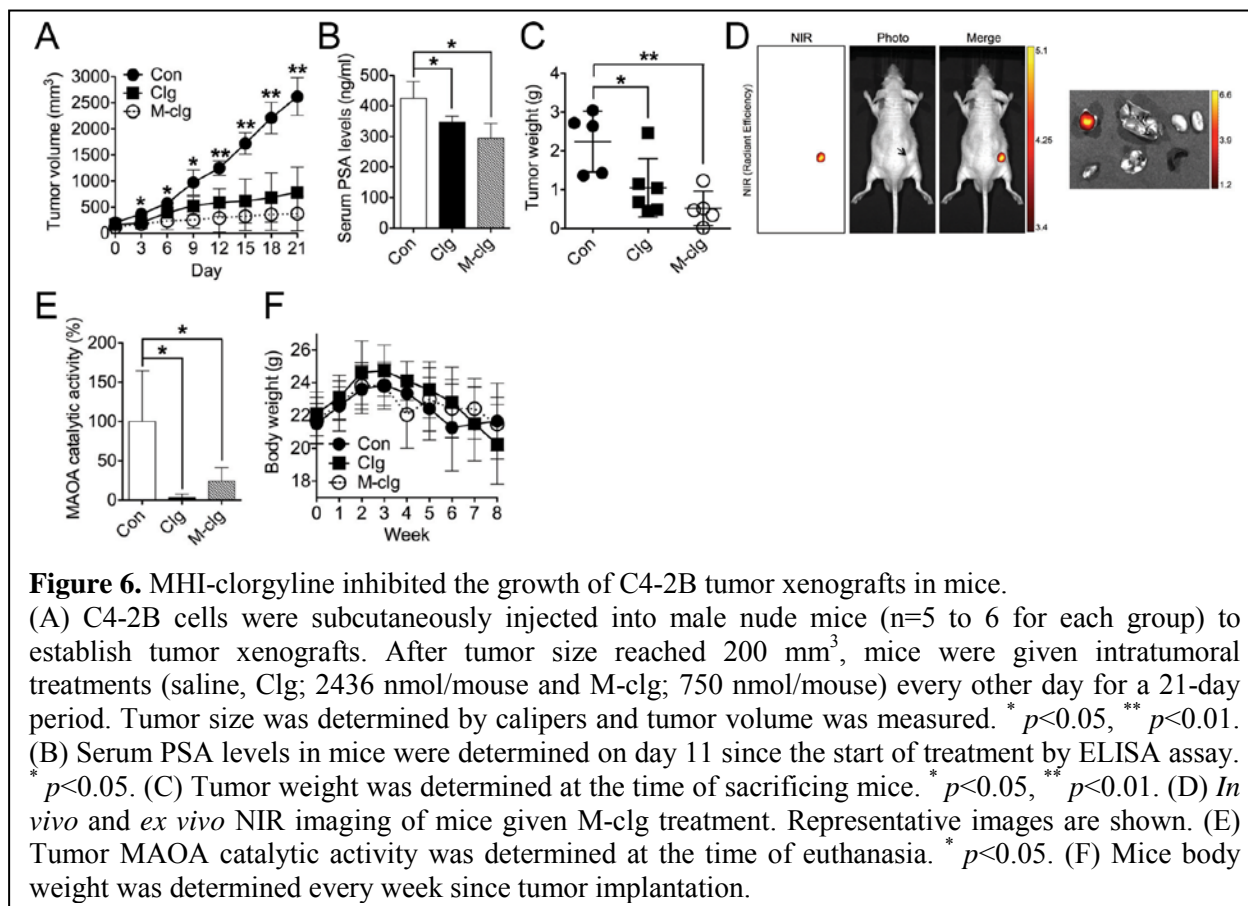 A
Tumor volume (mm³)
3000
2500
2000
1500
1000
500
0
Con
Clg
M-clg
*
*
*
**
**
**
**
0 3 6 9 12 15 18 21
Day
B
Serum PSA levels (ng/ml)
500
400
300
200
100
0
*
*
Con
Clg
M-clg
C
Tumor weight (g)
4
3
2
1
0
**
*
Con
Clg
M-clg
D
NIR
Photo
Merge
NIR (Radiant Efficiency)
5.1
4.25
3.4
6.6
3.9
1.2
E
MAOA catalytic activity (%)
200
150
100
50
0
*
*
Con
Clg
M-clg
F
Body weight (g)
26
24
22
20
18
Con
Clg
M-clg
0 1 2 3 4 5 6 7 8
Week
Figure 6. MHI-clorgyline inhibited the growth of C4-2B tumor xenografts in mice.
(A) C4-2B cells were subcutaneously injected into male nude mice (n=5 to 6 for each group) to
establish tumor xenografts. After tumor size reached 200 mm³, mice were given intratumoral
treatments (saline, Clg; 2436 nmol/mouse and M-clg; 750 nmol/mouse) every other day for a 21-day
period. Tumor size was determined by calipers and tumor volume was measured. * p<0.05, ** p<0.01.
(B) Serum PSA levels in mice were determined on day 11 since the start of treatment by ELISA assay.
* p<0.05. (C) Tumor weight was determined at the time of sacrificing mice. * p<0.05, ** p<0.01. (D) In
vivo and ex vivo NIR imaging of mice given M-clg treatment. Representative images are shown. (E)
Tumor MAOA catalytic activity was determined at the time of euthanasia. * p<0.05. (F) Mice body
weight was determined every week since tumor implantation.